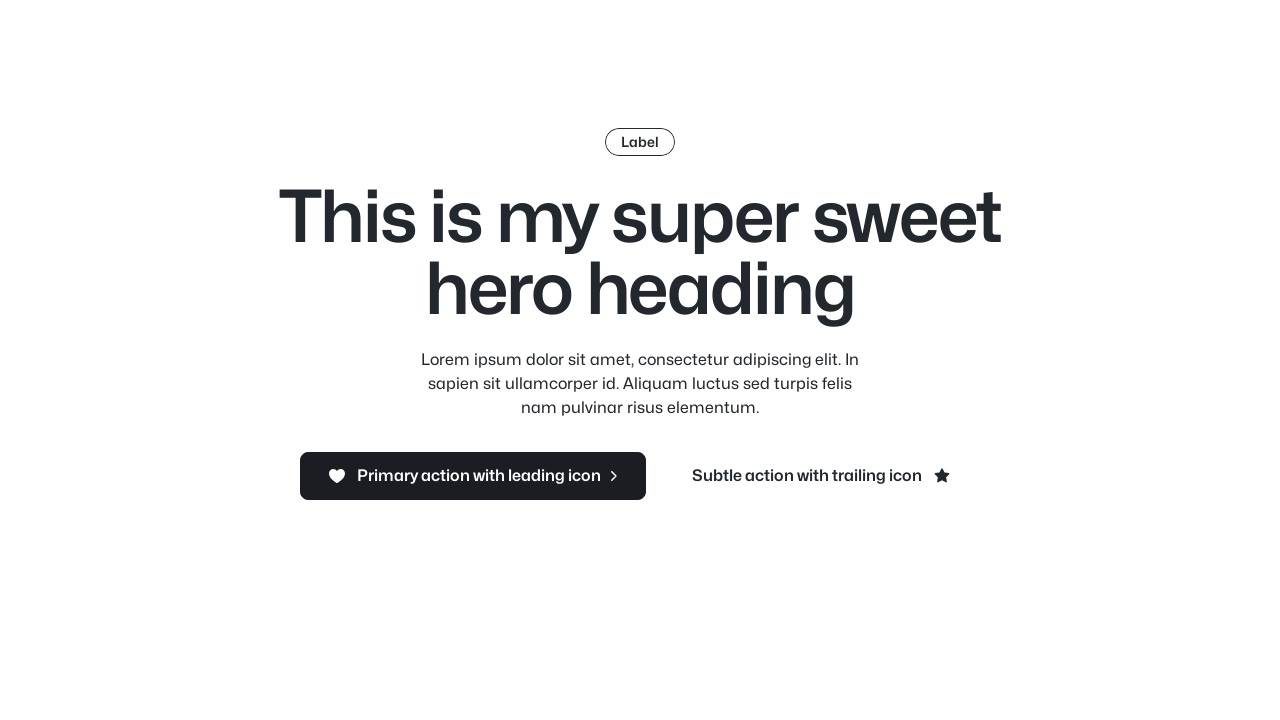 Label
This is my super sweet
hero heading
Lorem ipsum dolor sit amet, consectetur adipiscing elit. In
sapien sit ullamcorper id. Aliquam luctus sed turpis felis
nam pulvinar risus elementum.
Primary action with leading icon
Subtle action with trailing icon